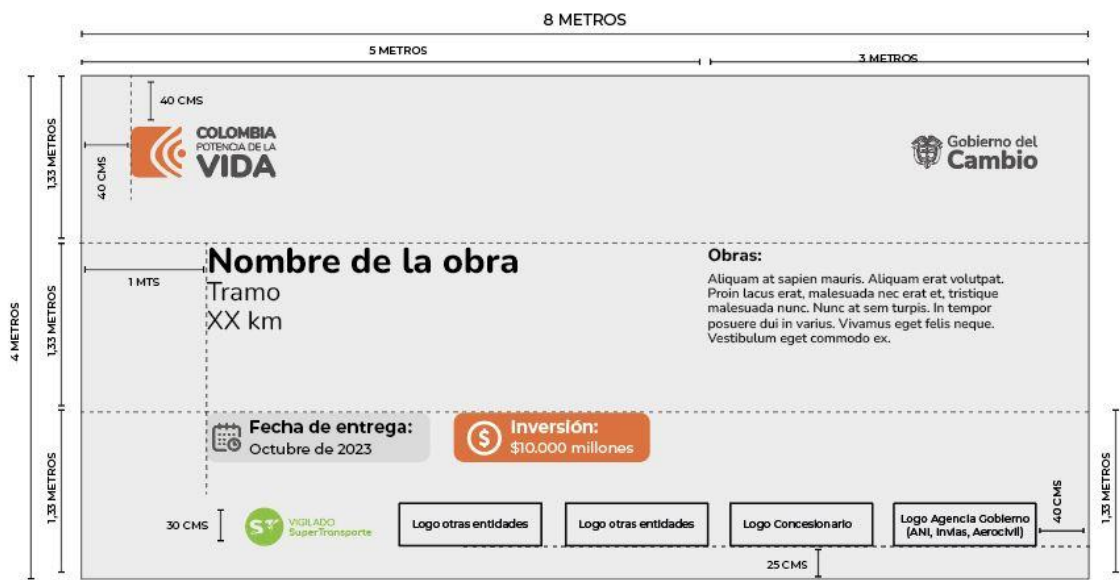 8 METROS
5 METROS
3 METROS
40 CMS
COLOMBIA
POTENCIA DE LA
VIDA
Gobierno del
Cambio
1,33 METROS
40 CMS
Nombre de la obra
Tramo
XX km
1 MTS
Obras:
Aliquam at sapien mauris. Aliquam erat volutpat.
Proin lacus erat, malesuada nec erat et, tristique
malesuada nunc. Nunc at sem turpis. In tempor
posuere dui in varius. Vivamus eget felis neque.
Vestibulum eget commodo ex.
4 METROS
1,33 METROS
Fecha de entrega:
Octubre de 2023
$
Inversión:
$10.000 millones
1,33 METROS
30 CMS
ST
VIGILADO
SuperTransporte
Logo otras entidades
Logo otras entidades
Logo Concesionario
Logo Agencia Gobierno
(ANI, Invias, Aerocivil)
40 CMS
1,33 METROS
25 CMS